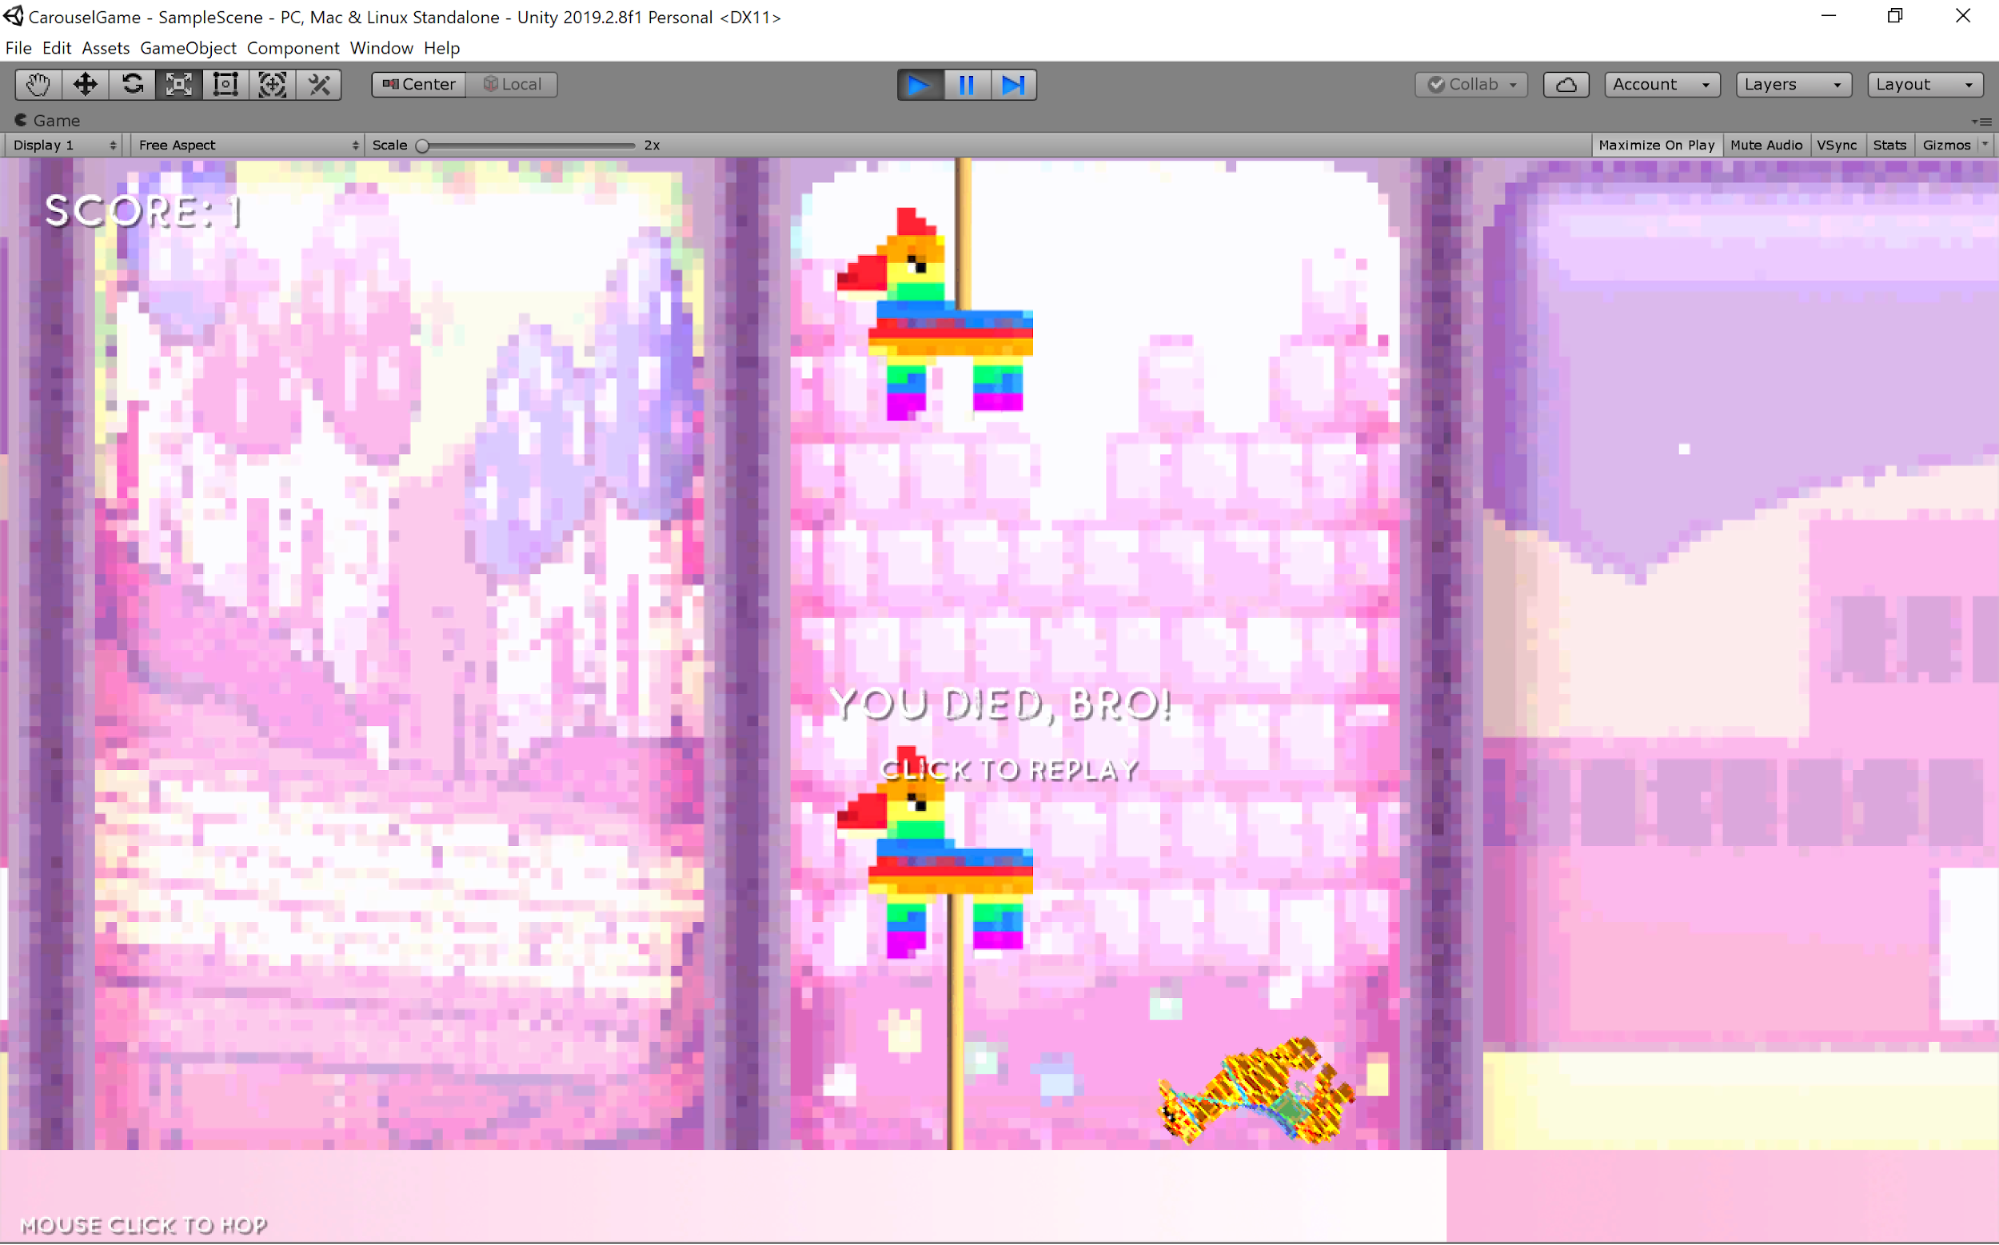 CarouselGame - SampleScene - PC, Mac & Linux Standalone - Unity 2019.2.8f1 Personal <DX11>
File Edit Assets GameObject Component Window Help
Center Local Collab Account Layers Layout
Game
Display 1 Free Aspect Scale 2x Maximize On Play Mute Audio VSync Stats Gizmos
SCORE: 1
YOU DIED, BRO!
CLICK TO REPLAY
MOUSE CLICK TO HOP